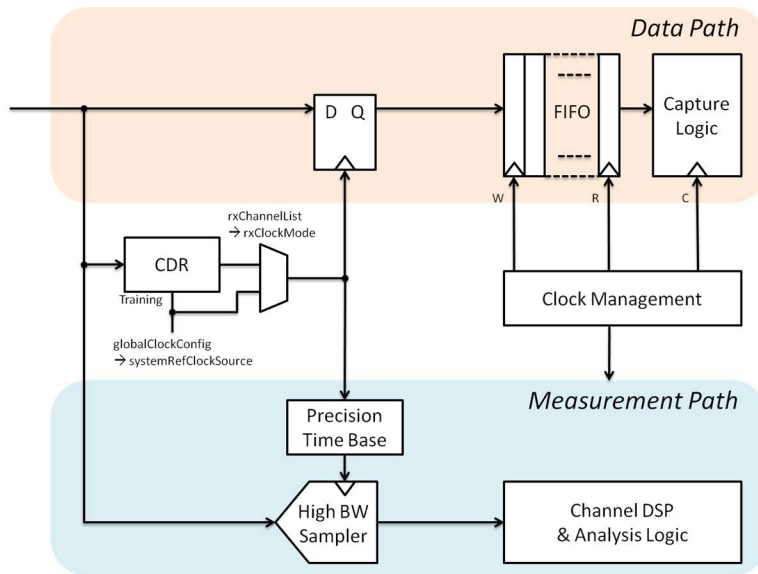 Data Path
D Q
FIFO
Capture
Logic
W
R
C
rxChannelList
→ rxClockMode
CDR
Training
Clock Management
globalClockConfig
→ systemRefClockSource
Measurement Path
Precision
Time Base
High BW
Sampler
Channel DSP
& Analysis Logic